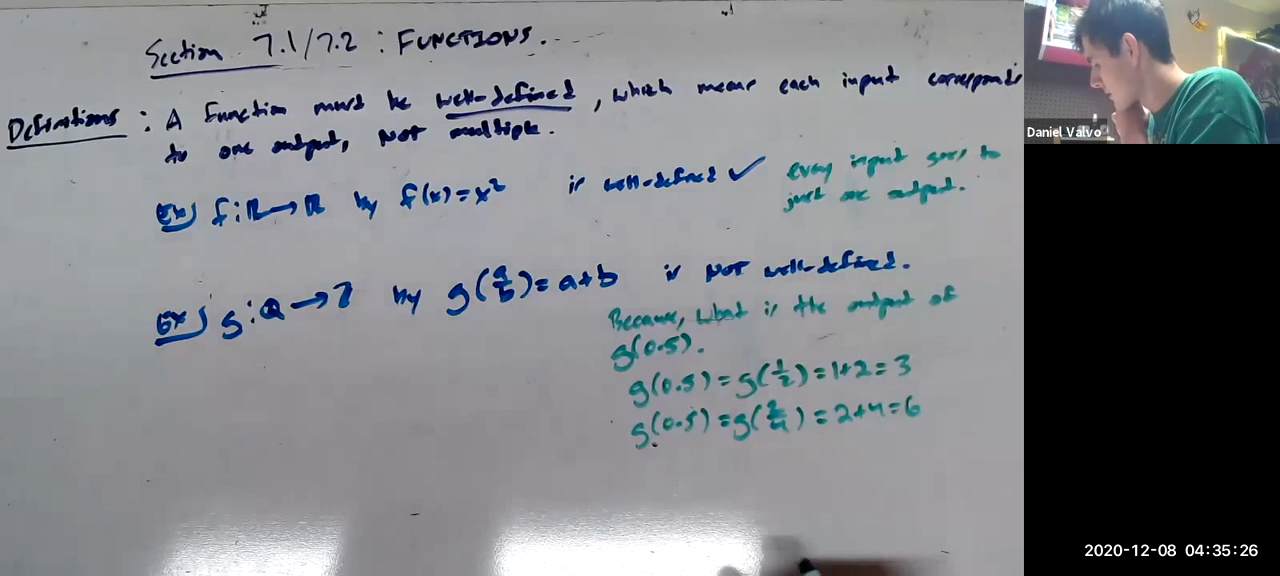 Section 7.1/7.2 : FUNCTIONS.
Definitions : A function must be well-defined, which means each input corresponds
to one output, NOT multiple.
Ex) f: ℝ → ℝ by f(x) = x² is well-defined ✓ every input goes to
just one output.
Ex) g: ℚ → ℤ by g(a/b) = a+b is NOT well-defined.
Because, what is the output of
g(0.5).
g(0.5) = g(1/2) = 1+2 = 3
g(0.5) = g(2/4) = 2+4 = 6
Daniel Valvo
2020-12-08 04:35:26